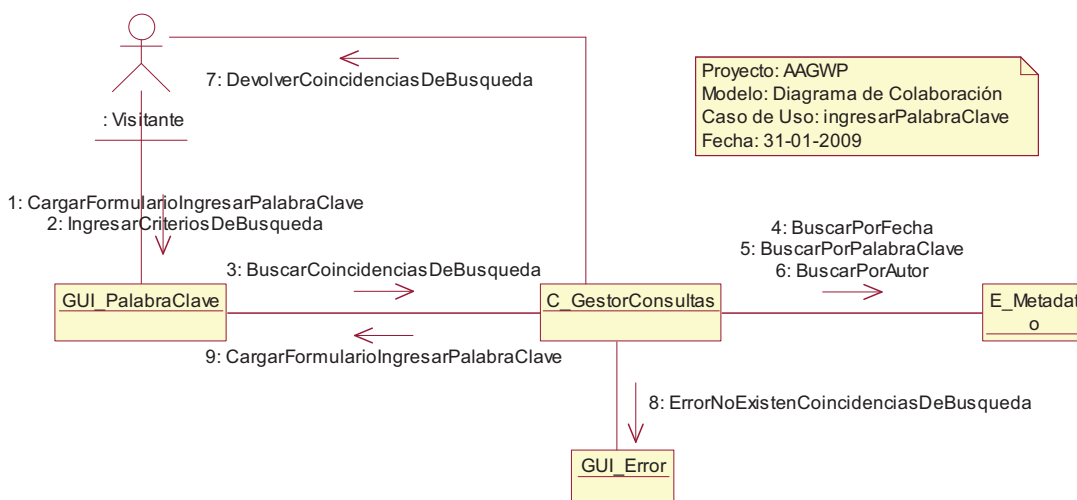 7: DevolverCoincidenciasDeBusqueda
Proyecto: AAGWP
Modelo: Diagrama de Colaboración
Caso de Uso: ingresarPalabraClave
Fecha: 31-01-2009
: Visitante
1: CargarFormularioIngresarPalabraClave
2: IngresarCriteriosDeBusqueda
3: BuscarCoincidenciasDeBusqueda
4: BuscarPorFecha
5: BuscarPorPalabraClave
6: BuscarPorAutor
GUI_PalabraClave
C_GestorConsultas
E_Metadat
o
9: CargarFormularioIngresarPalabraClave
8: ErrorNoExistenCoincidenciasDeBusqueda
GUI_Error